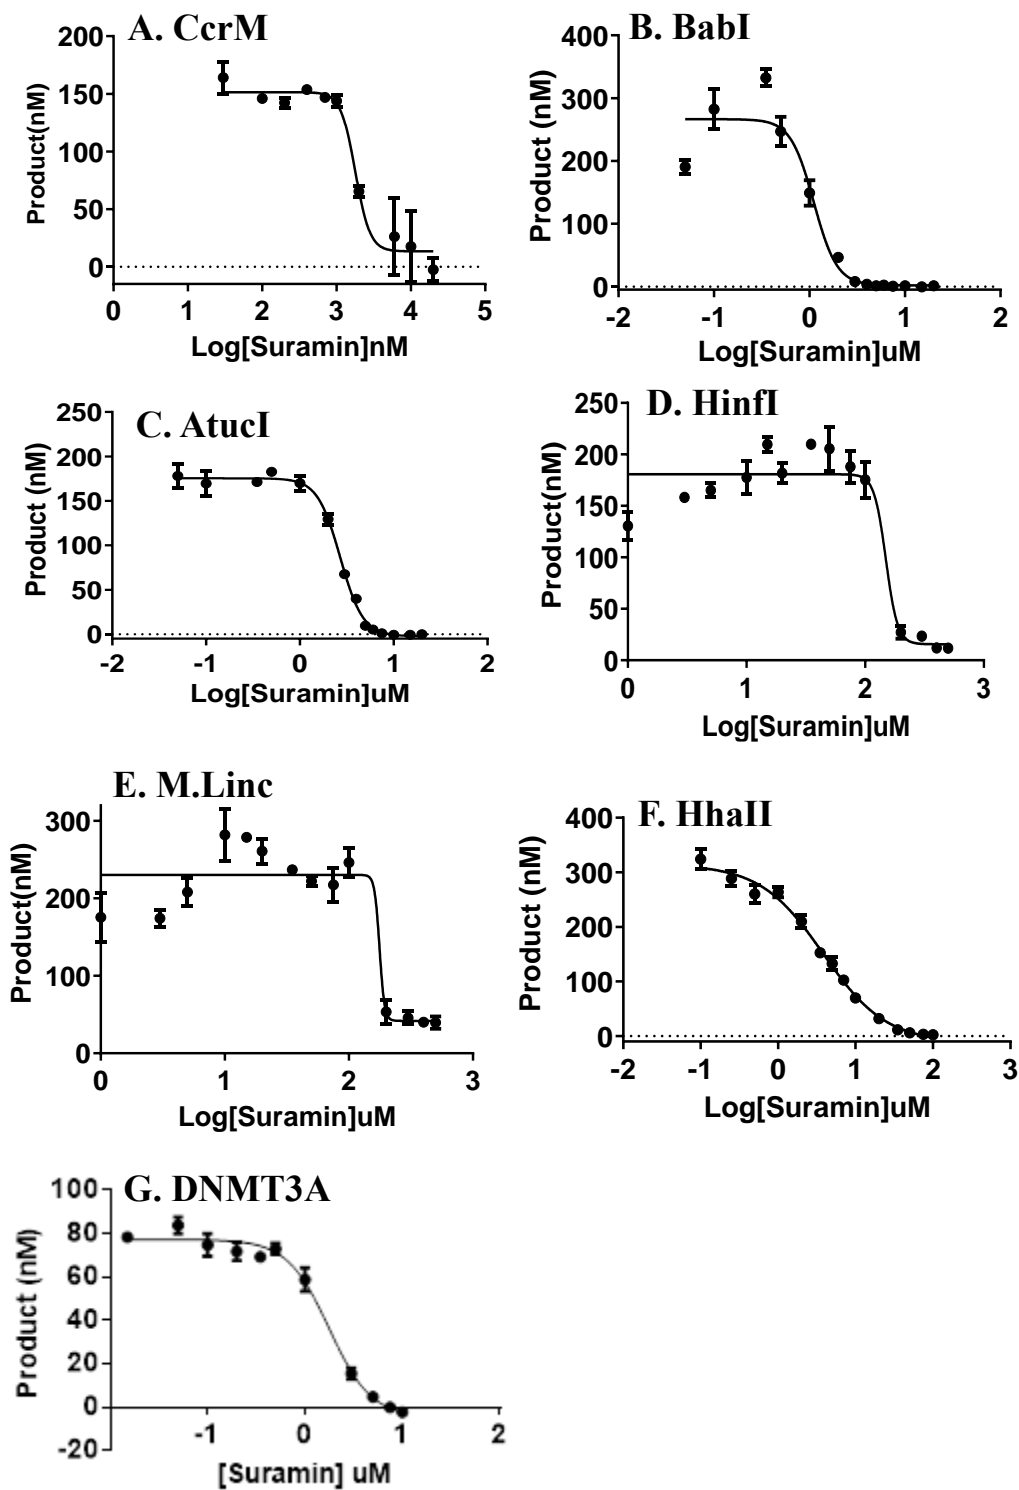 A. CcrM
200
150
100
50
0
Product(nM)
0 1 2 3 4 5
Log[Suramin]nM
B. BabI
400
300
200
100
0
Product (nM)
-2 -1 0 1 2
Log[Suramin]uM
C. AtucI
250
200
150
100
50
0
Product (nM)
-2 -1 0 1 2
Log[Suramin]uM
D. HinfI
250
200
150
100
50
0
Product(nM)
0 1 2 3
Log[Suramin]uM
E. M.Linc
300
200
100
0
Product(nM)
0 1 2 3
Log[Suramin]uM
F. HhaII
400
300
200
100
0
Product (nM)
-2 -1 0 1 2 3
Log[Suramin]uM
G. DNMT3A
100
80
60
40
20
0
-20
Product (nM)
-1 0 1 2
[Suramin] uM